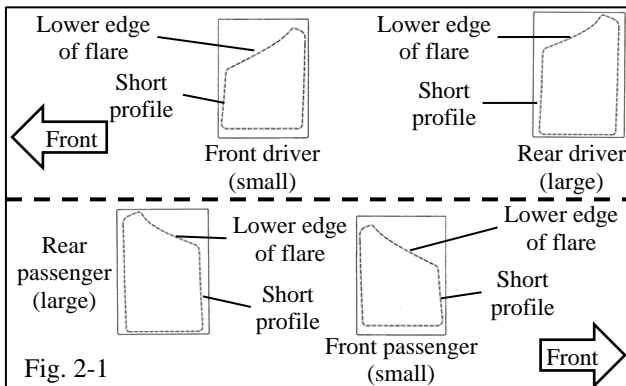 Lower edge
of flare
Short
profile
Front
Front driver
(small)
Lower edge
of flare
Short
profile
Rear driver
(large)
Rear
passenger
(large)
Lower edge
of flare
Short
profile
Lower edge
of flare
Short
profile
Front passenger
(small)
Front
Fig. 2-1